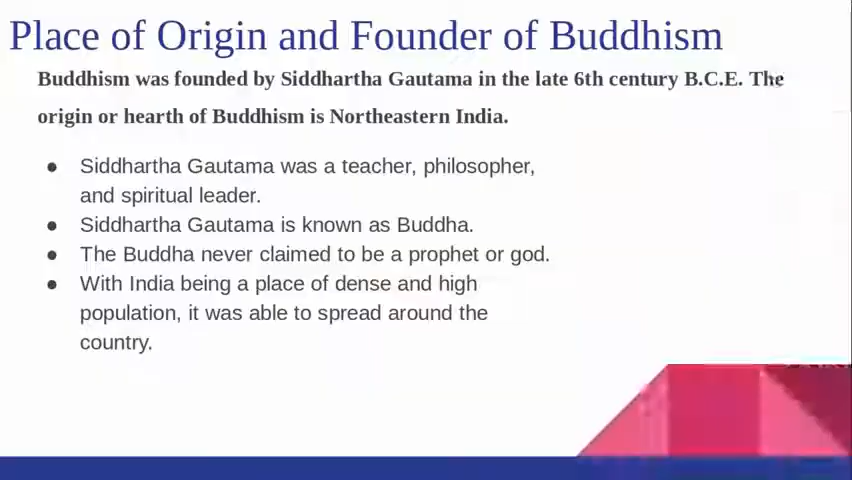 Place of Origin and Founder of Buddhism
Buddhism was founded by Siddhartha Gautama in the late 6th century B.C.E. The
origin or hearth of Buddhism is Northeastern India.
● Siddhartha Gautama was a teacher, philosopher,
and spiritual leader.
● Siddhartha Gautama is known as Buddha.
● The Buddha never claimed to be a prophet or god.
● With India being a place of dense and high
population, it was able to spread around the
country.